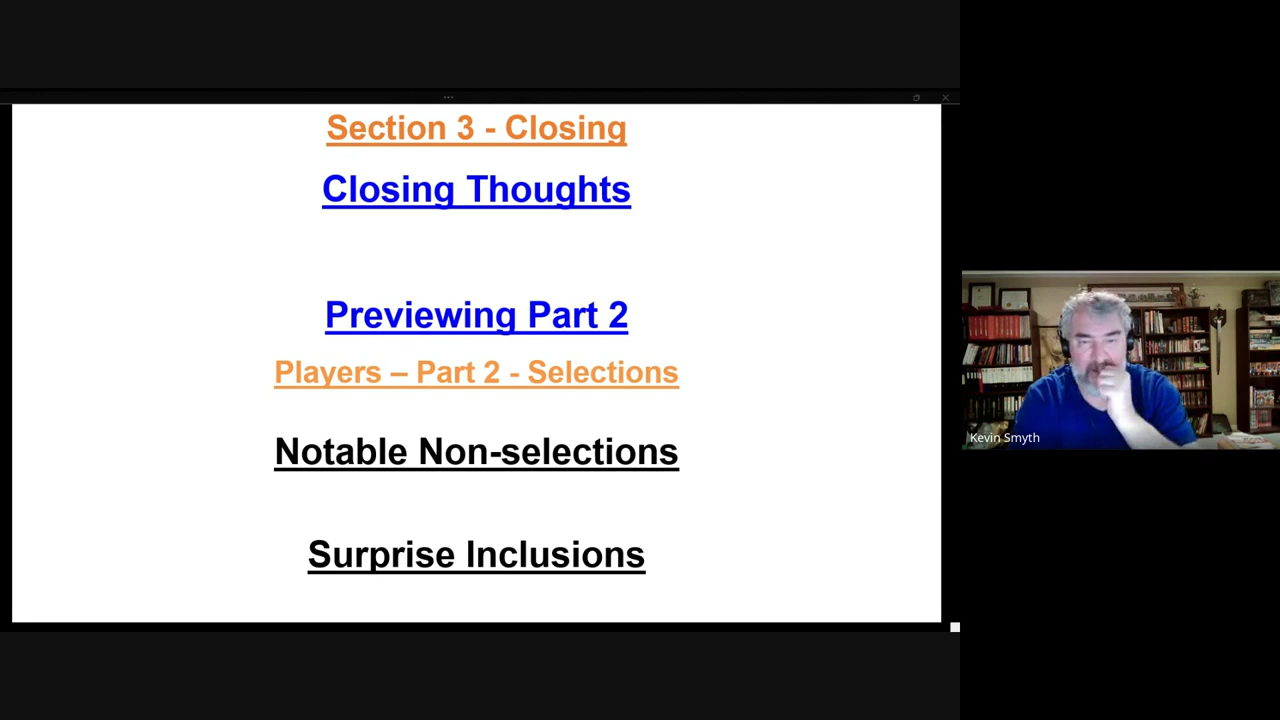 Section 3 - Closing
Closing Thoughts
Previewing Part 2
Players – Part 2 - Selections
Notable Non-selections
Surprise Inclusions
Kevin Smyth